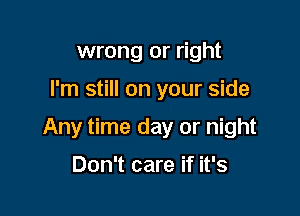 wrong or right
I'm still on your side
Any time day or night
Don't care if it's